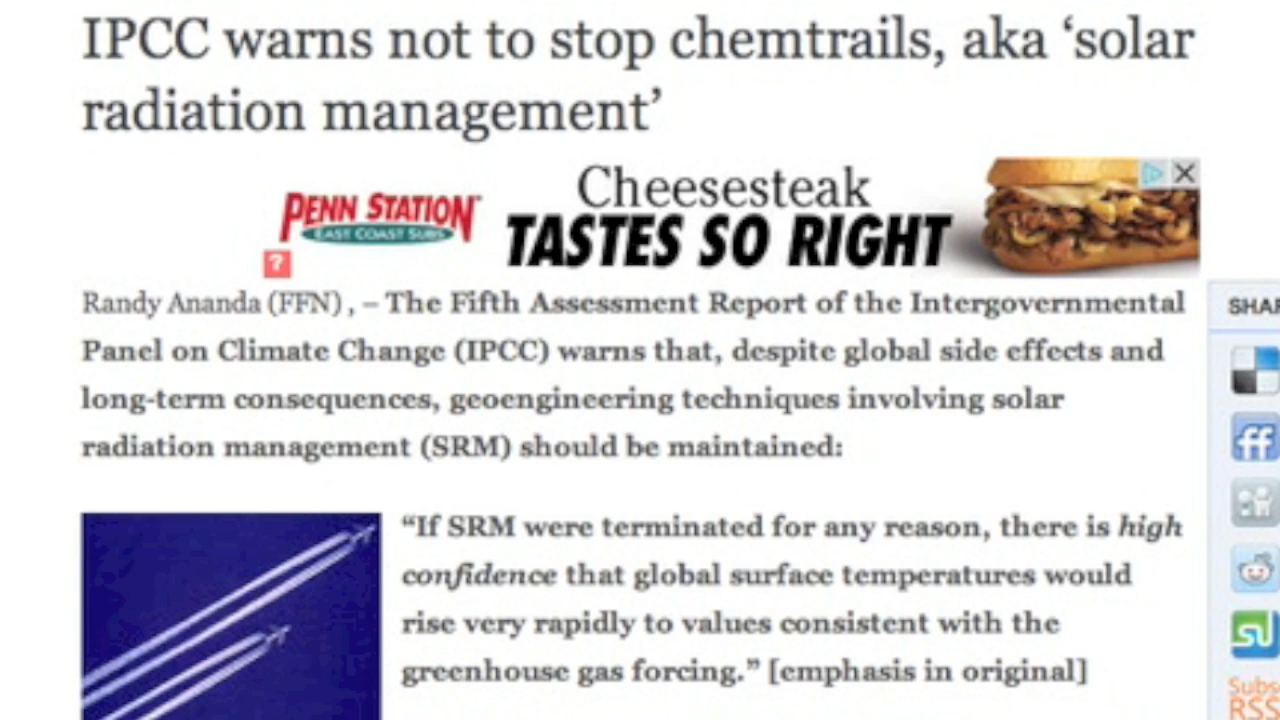 IPCC warns not to stop chemtrails, aka ‘solar
radiation management’
Cheesesteak
PENN STATION
EAST COAST SUBS
TASTES SO RIGHT
?
Randy Ananda (FFN) , – The Fifth Assessment Report of the Intergovernmental
Panel on Climate Change (IPCC) warns that, despite global side effects and
long-term consequences, geoengineering techniques involving solar
radiation management (SRM) should be maintained:
SHAR
“If SRM were terminated for any reason, there is high
confidence that global surface temperatures would
rise very rapidly to values consistent with the
greenhouse gas forcing.” [emphasis in original]
Subs
RSS